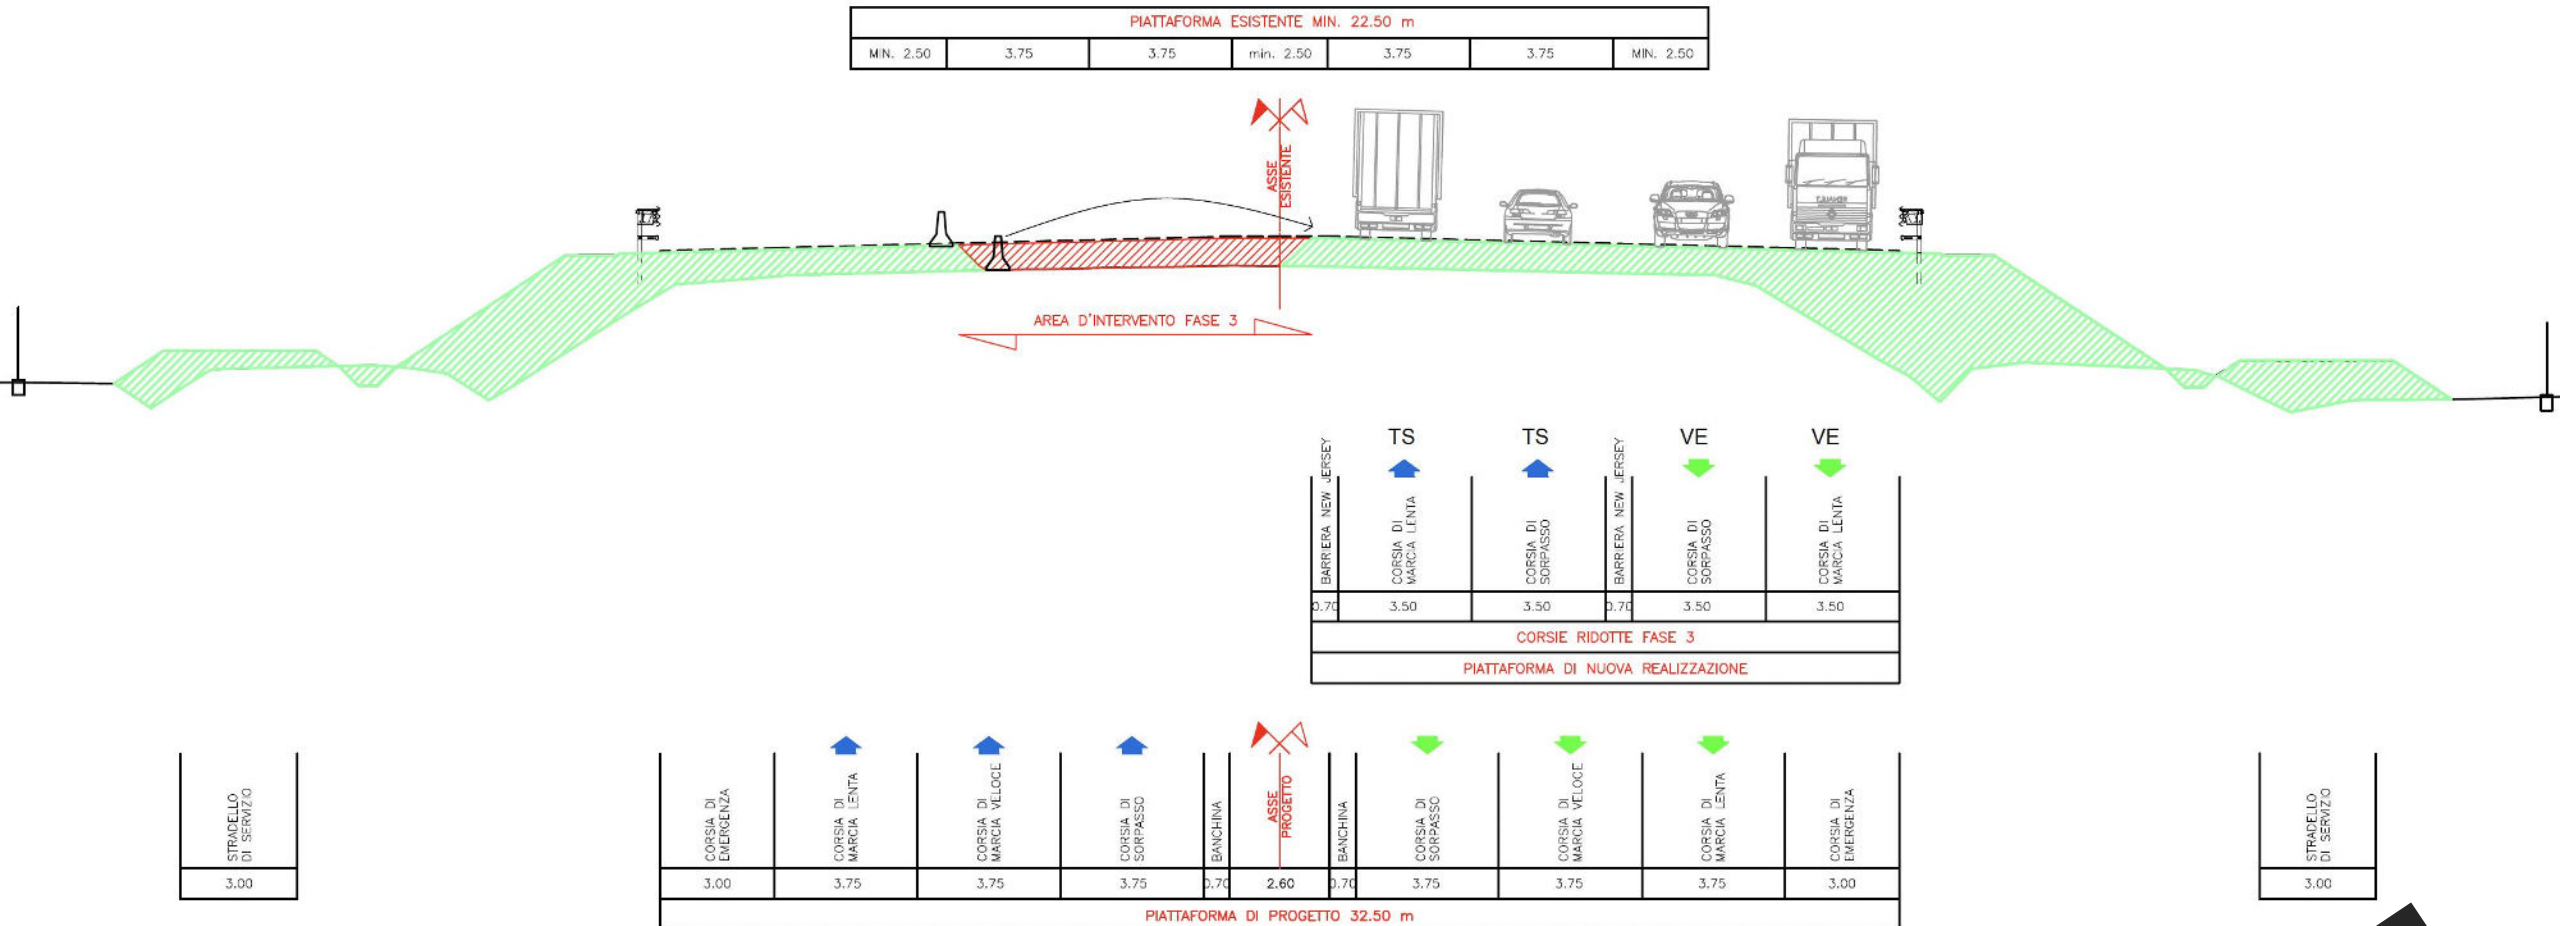 PIATTAFORMA ESISTENTE MIN. 22.50 m
MIN. 2.50 3.75 3.75 min. 2.50 3.75 3.75 MIN. 2.50
ASSE
ESISTENTE
AREA D'INTERVENTO FASE 3
TS TS VE VE
BARRIERA NEW JERSEY
CORSIA DI
MARCIA LENTA
CORSIA DI
SORPASSO
BARRIERA NEW JERSEY
CORSIA DI
SORPASSO
CORSIA DI
MARCIA LENTA
0.70 3.50 3.50 0.70 3.50 3.50
CORSIE RIDOTTE FASE 3
PIATTAFORMA DI NUOVA REALIZZAZIONE
STRADELLO
DI SERVIZIO
CORSIA DI
EMERGENZA
CORSIA DI
MARCIA LENTA
CORSIA DI
MARCIA VELOCE
CORSIA DI
SORPASSO
BANCHINA
ASSE
PROGETTO
BANCHINA
CORSIA DI
SORPASSO
CORSIA DI
MARCIA VELOCE
CORSIA DI
MARCIA LENTA
CORSIA DI
EMERGENZA
STRADELLO
DI SERVIZIO
3.00 3.00 3.75 3.75 3.75 0.70 2.60 0.70 3.75 3.75 3.75 3.00 3.00
PIATTAFORMA DI PROGETTO 32.50 m